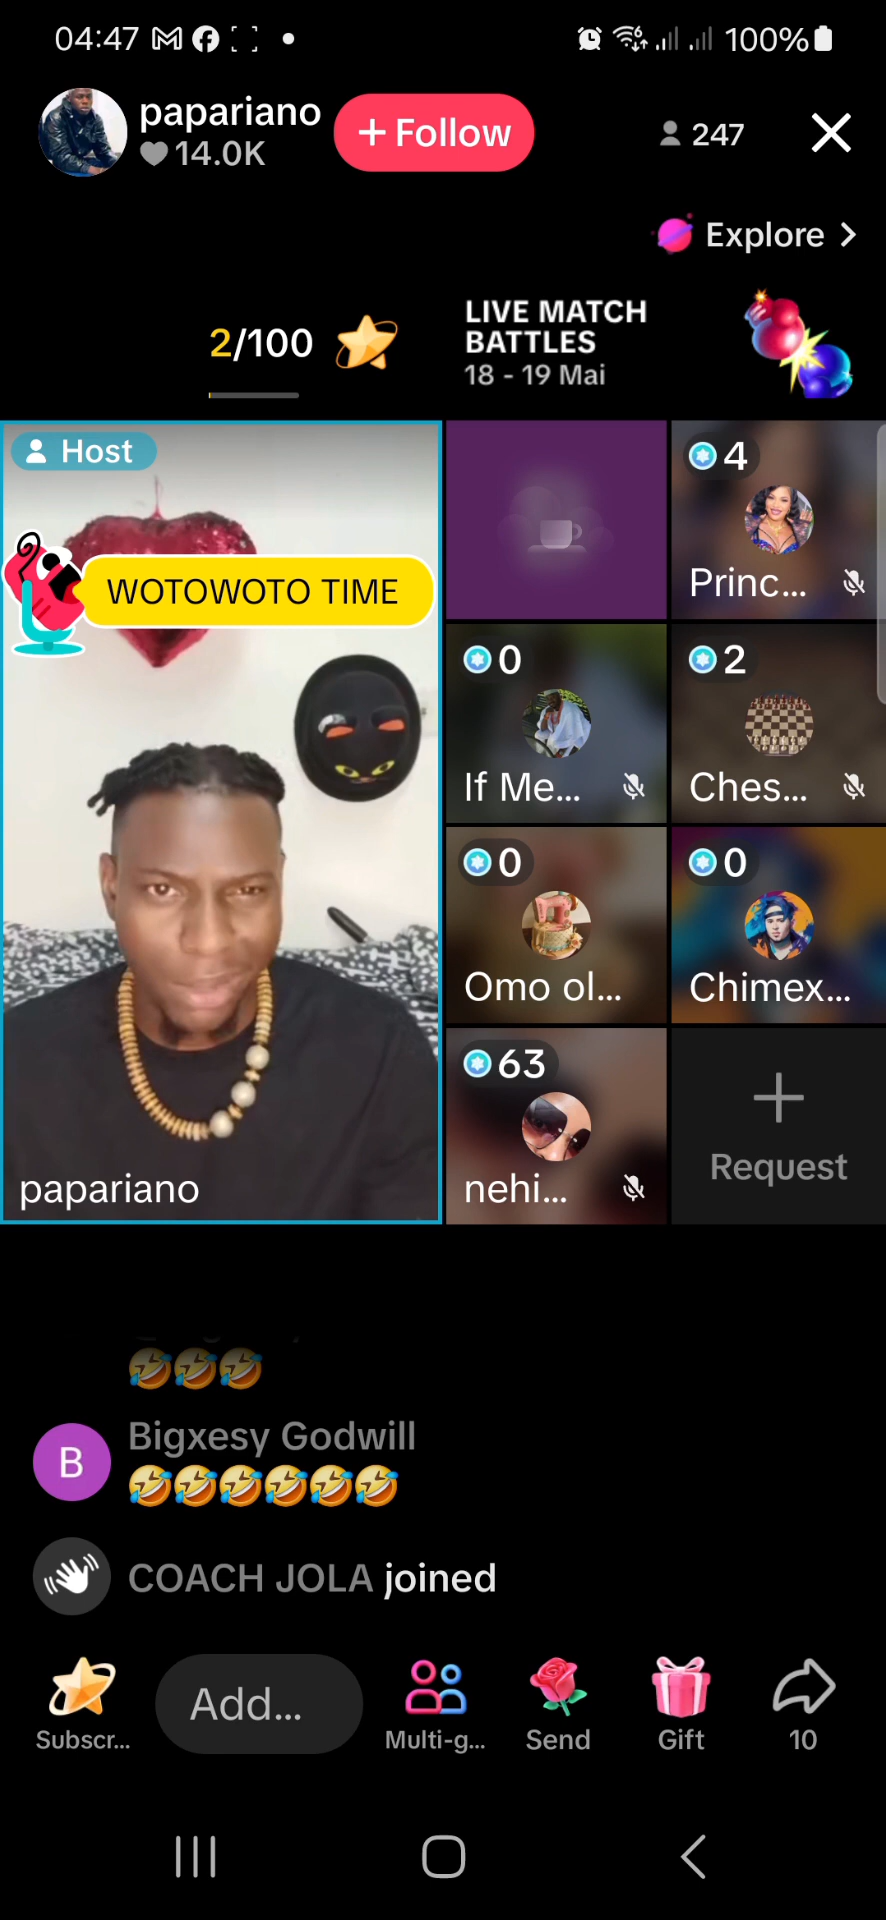 04:47
100%
papariano
+ Follow
14.0K
247
Explore >
2/100
LIVE MATCH
BATTLES
18 - 19 Mai
Host
WOTOWOTO TIME
papariano
4
Princ...
0
If Me...
2
Ches...
0
Omo ol...
0
Chimex...
63
nehi...
Request
Bigxesy Godwill
B
COACH JOLA joined
Subscr...
Add...
Multi-g...
Send
Gift
10